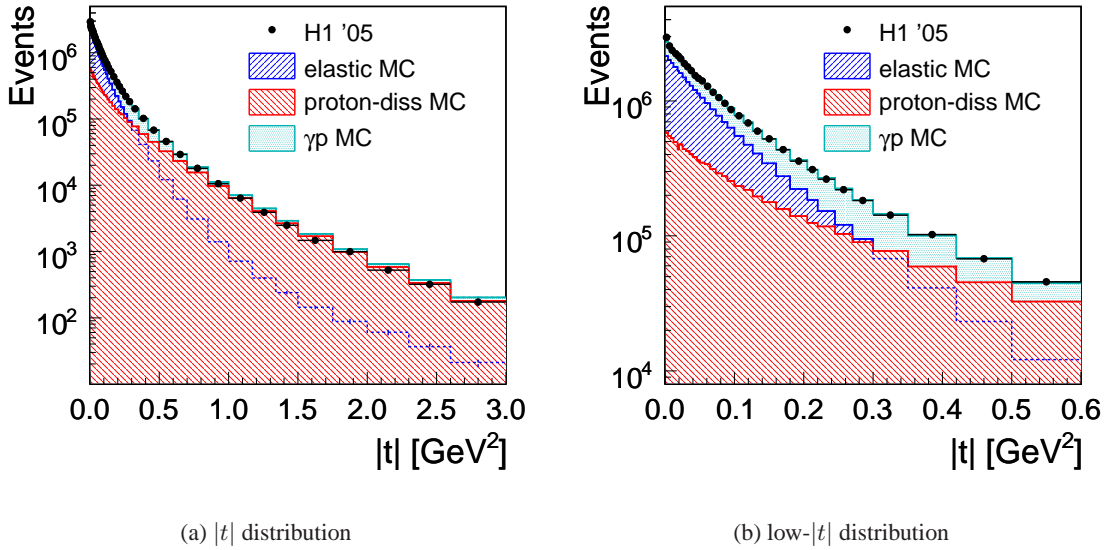 Events
10^6
10^5
10^4
10^3
10^2
H1 '05
elastic MC
proton-diss MC
γp MC
0.0 0.5 1.0 1.5 2.0 2.5 3.0
|t| [GeV^2]
(a) |t| distribution
Events
10^6
10^5
10^4
H1 '05
elastic MC
proton-diss MC
γp MC
0.0 0.1 0.2 0.3 0.4 0.5 0.6
|t| [GeV^2]
(b) low-|t| distribution